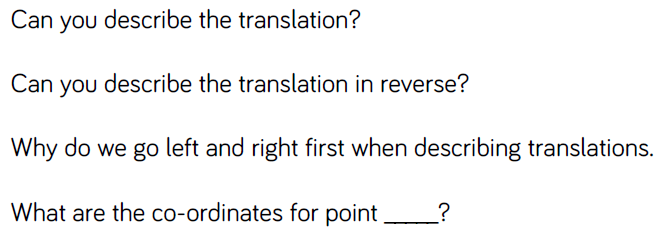 Can you describe the translation?
Can you describe the translation in reverse?
Why do we go left and right first when describing translations.
What are the co-ordinates for point _____?